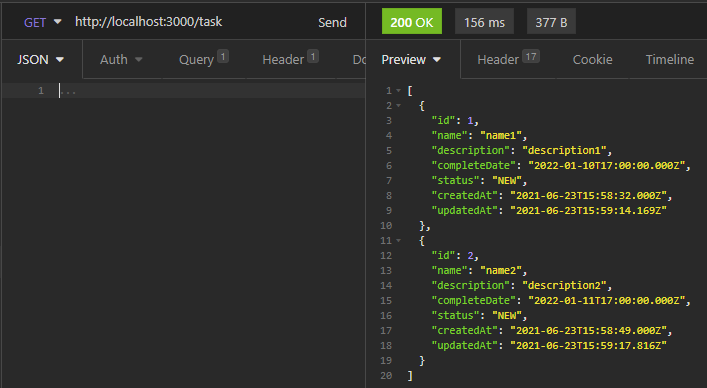 GET http://localhost:3000/task Send
JSON Auth Query 1 Header 1 Do
1 ...
200 OK 156 ms 377 B
Preview Header 17 Cookie Timeline
1 [
2 {
3 "id": 1,
4 "name": "name1",
5 "description": "description1",
6 "completeDate": "2022-01-10T17:00:00.000Z",
7 "status": "NEW",
8 "createdAt": "2021-06-23T15:58:32.000Z",
9 "updatedAt": "2021-06-23T15:59:14.169Z"
10 },
11 {
12 "id": 2,
13 "name": "name2",
14 "description": "description2",
15 "completeDate": "2022-01-11T17:00:00.000Z",
16 "status": "NEW",
17 "createdAt": "2021-06-23T15:58:49.000Z",
18 "updatedAt": "2021-06-23T15:59:17.816Z"
19 }
20 ]